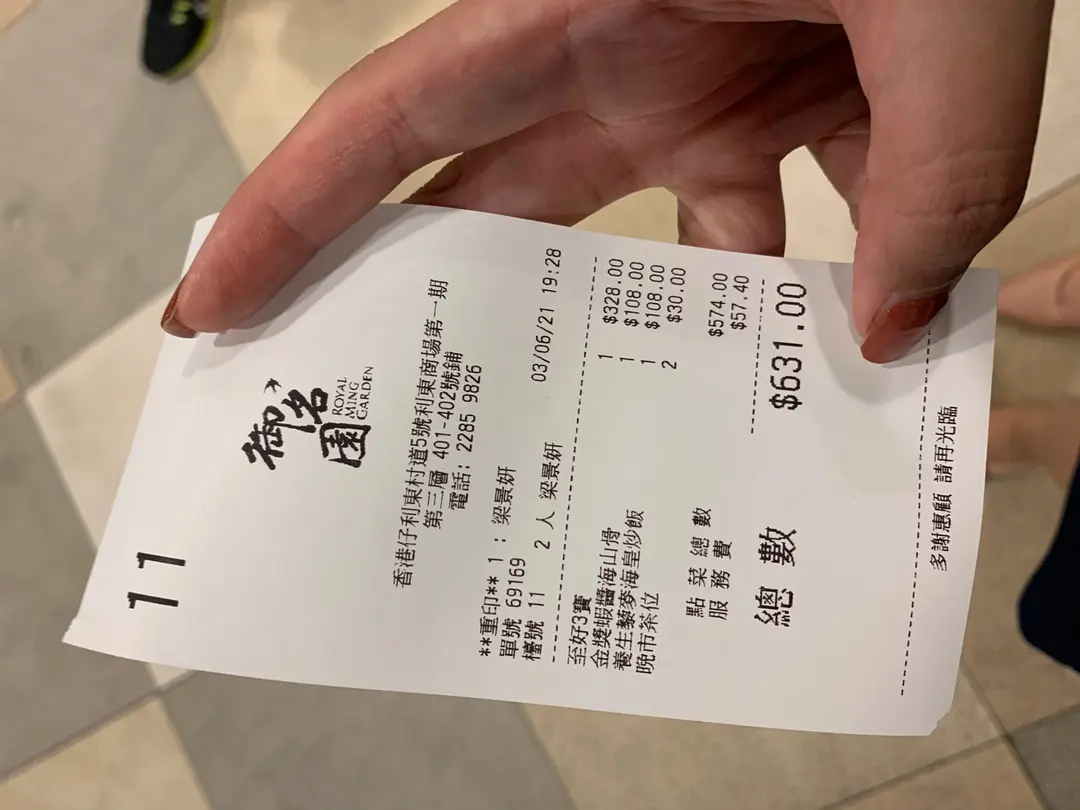 11
御名園
ROYAL
MING
GARDEN
香港仔利東村道5號利東商場第一期
第三層 401-402號鋪
電話: 2285 9826
**重印** 1 : 梁景妍
單號 69169
檯號 11 2 人 梁景妍 03/06/21 19:28
至好3寶 1 $328.00
金獎蝦醬海山骨 1 $108.00
養生藜麥海皇炒飯 1 $108.00
晚市茶位 2 $30.00
點菜總數 $574.00
服務費 $57.40
總數 $631.00
多謝惠顧 請再光臨